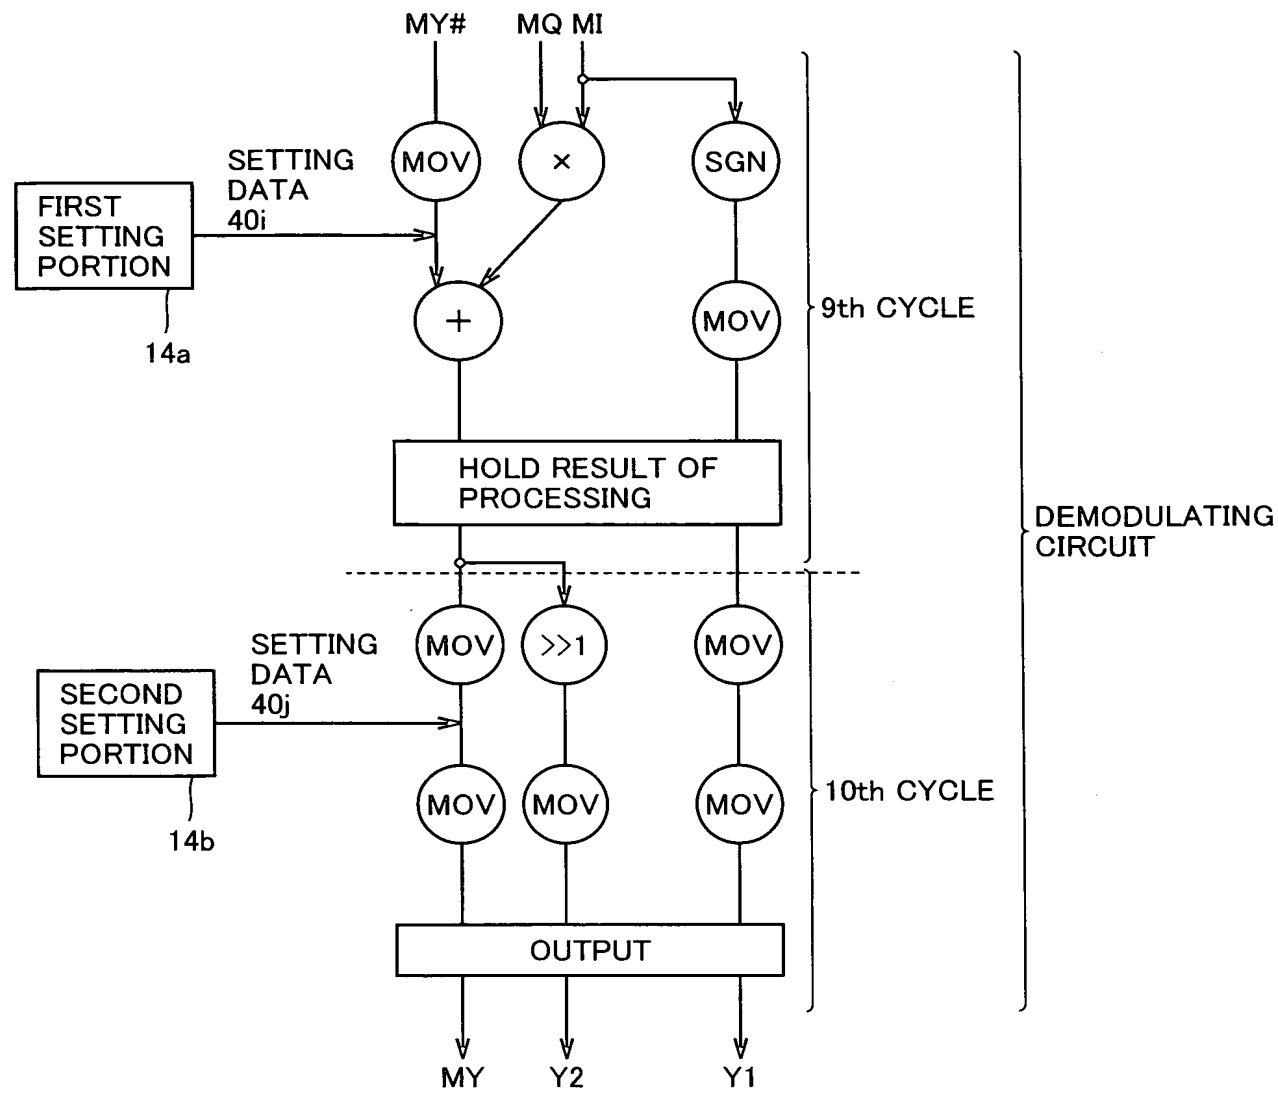 MY# MQ MI
MOV × SGN
SETTING
DATA
40i
FIRST
SETTING
PORTION
14a
+ MOV
9th CYCLE
HOLD RESULT OF
PROCESSING
DEMODULATING
CIRCUIT
MOV >>1 MOV
SETTING
DATA
40j
SECOND
SETTING
PORTION
14b
MOV MOV MOV
10th CYCLE
OUTPUT
MY Y2 Y1